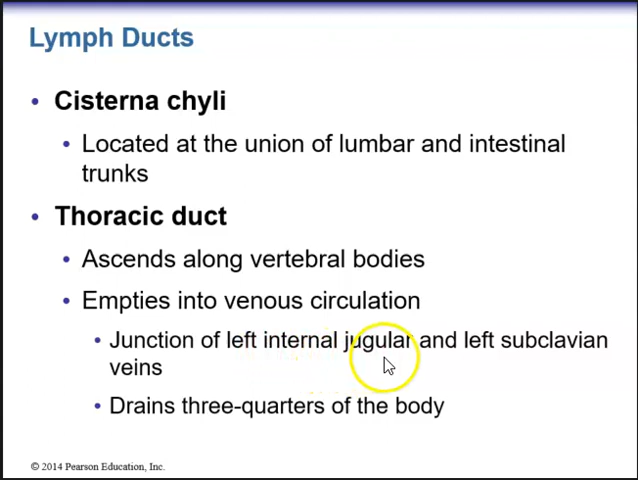 Lymph Ducts
• Cisterna chyli
• Located at the union of lumbar and intestinal
trunks
• Thoracic duct
• Ascends along vertebral bodies
• Empties into venous circulation
• Junction of left internal jugular and left subclavian
veins
• Drains three-quarters of the body
© 2014 Pearson Education, Inc.